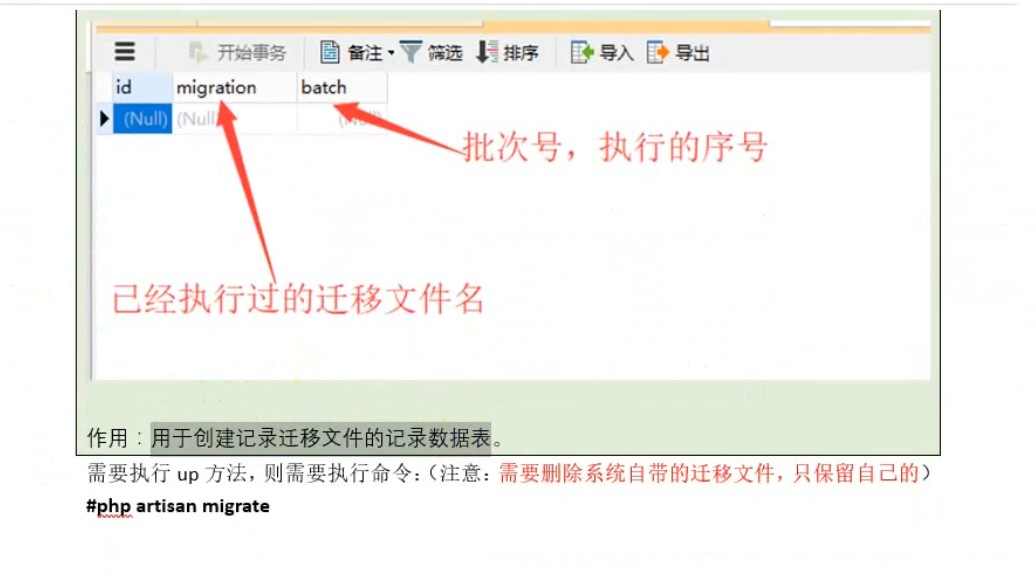 开始事务 备注 筛选 排序 导入 导出
id migration batch
(Null) (Null) (Null)
批次号，执行的序号
已经执行过的迁移文件名
作用：用于创建记录迁移文件的记录数据表。
需要执行 up 方法，则需要执行命令：（注意：需要删除系统自带的迁移文件，只保留自己的）
#php artisan migrate